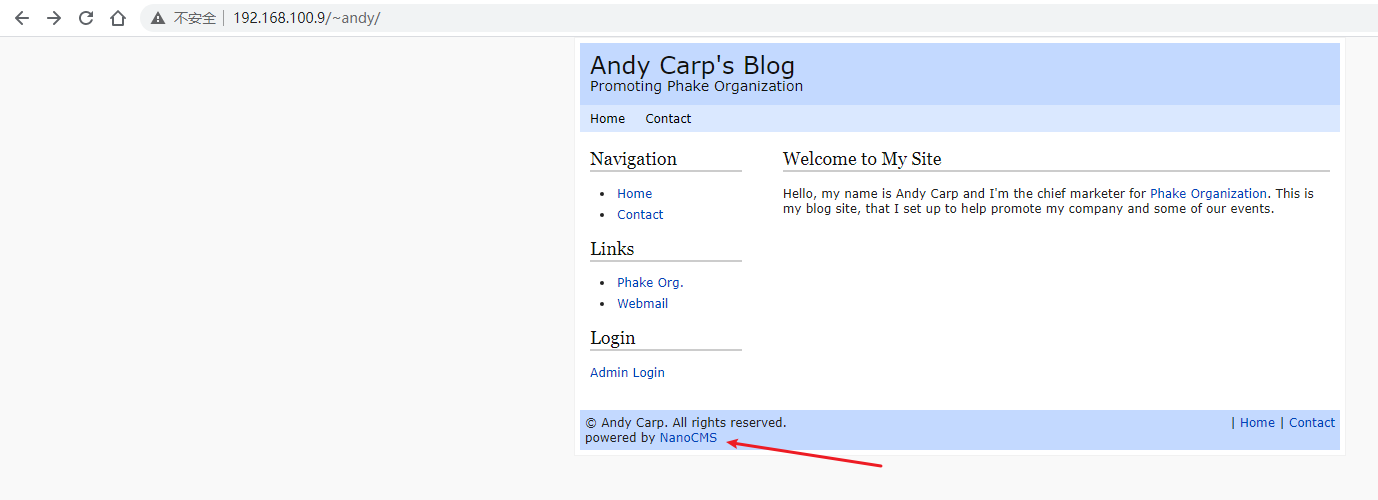 不安全 192.168.100.9/~andy/
Andy Carp's Blog
Promoting Phake Organization
Home Contact
Navigation
Home
Contact
Links
Phake Org.
Webmail
Login
Admin Login
Welcome to My Site
Hello, my name is Andy Carp and I'm the chief marketer for Phake Organization. This is
my blog site, that I set up to help promote my company and some of our events.
© Andy Carp. All rights reserved.
powered by NanoCMS
| Home | Contact